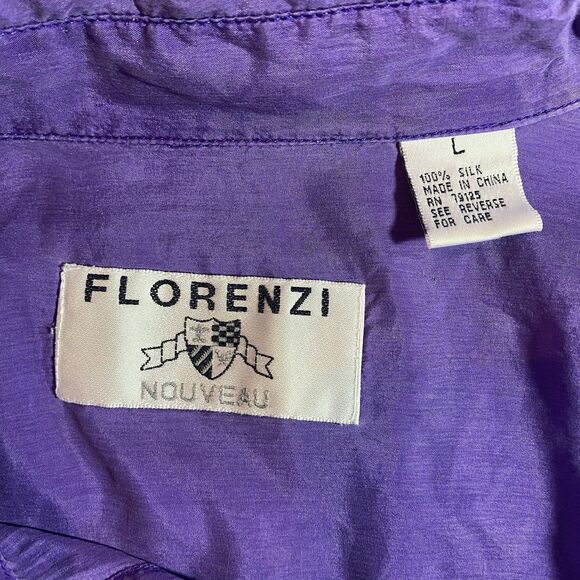 L
100% SILK
MADE IN CHINA
RN 79125
SEE REVERSE
FOR CARE
FLORENZI
NOUVEAU